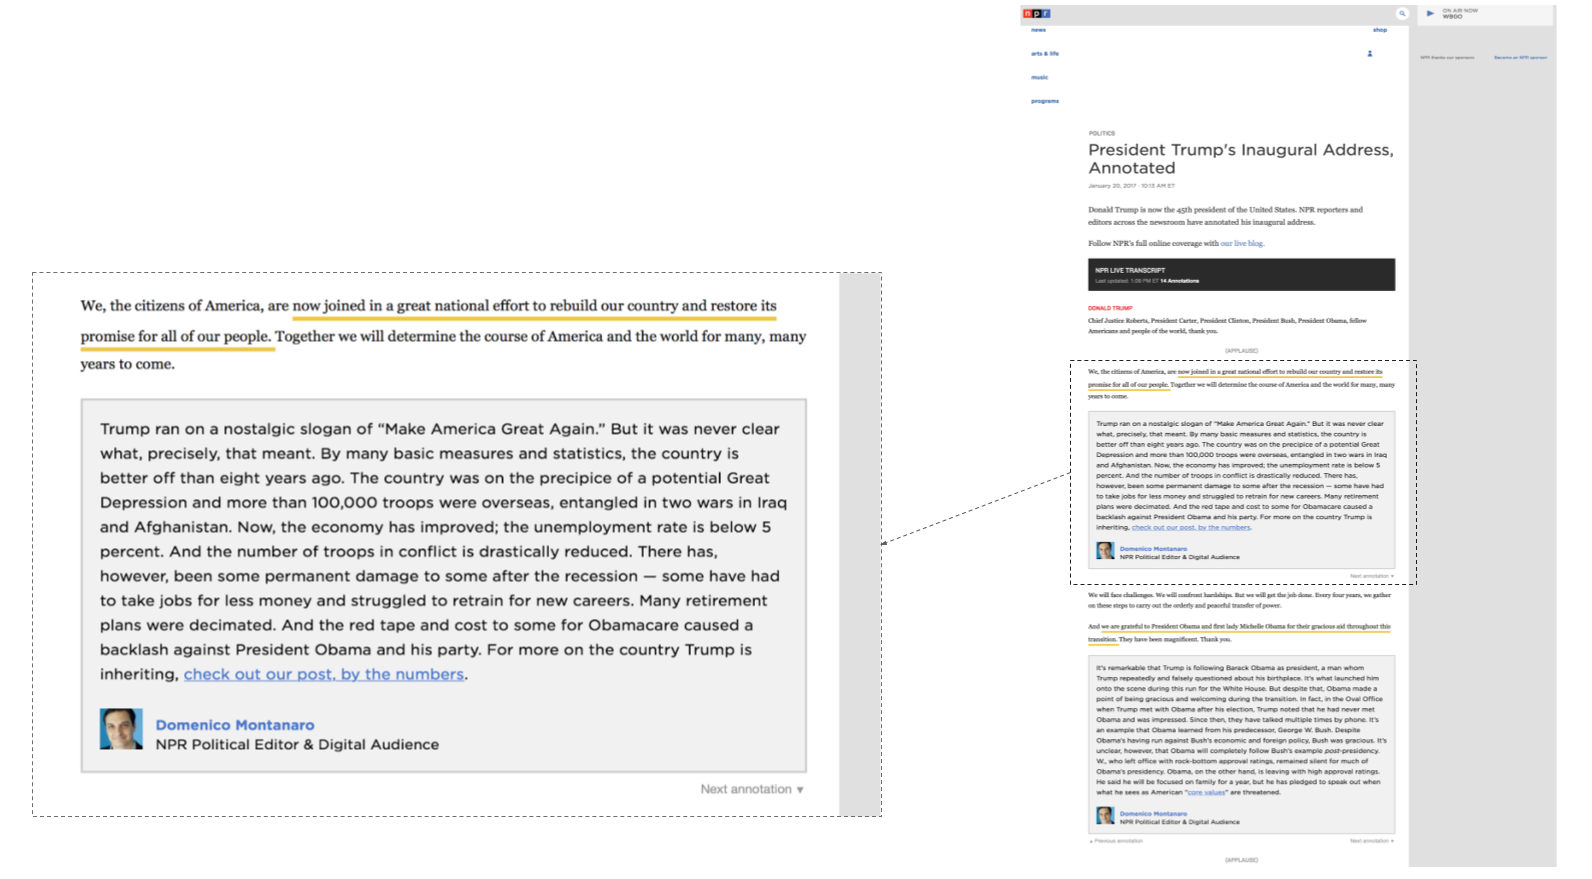 We, the citizens of America, are now joined in a great national effort to rebuild our country and restore its
promise for all of our people. Together we will determine the course of America and the world for many, many
years to come.
Trump ran on a nostalgic slogan of “Make America Great Again.” But it was never clear
what, precisely, that meant. By many basic measures and statistics, the country is
better off than eight years ago. The country was on the precipice of a potential Great
Depression and more than 100,000 troops were overseas, entangled in two wars in Iraq
and Afghanistan. Now, the economy has improved; the unemployment rate is below 5
percent. And the number of troops in conflict is drastically reduced. There has,
however, been some permanent damage to some after the recession — some have had
to take jobs for less money and struggled to retrain for new careers. Many retirement
plans were decimated. And the red tape and cost to some for Obamacare caused a
backlash against President Obama and his party. For more on the country Trump is
inheriting, check out our post, by the numbers.
Domenico Montanaro
NPR Political Editor & Digital Audience
Next annotation ▼
npr
ON AIR NOW
WBGO
news
shop
arts & life
music
programs
NPR thanks our sponsors
Become an NPR sponsor
POLITICS
President Trump's Inaugural Address,
Annotated
January 20, 2017 · 10:13 AM ET
Donald Trump is now the 45th president of the United States. NPR reporters and
editors across the newsroom have annotated his inaugural address.
Follow NPR's full online coverage with our live blog.
NPR LIVE TRANSCRIPT
Last updated: 1:09 PM ET 14 Annotations
DONALD TRUMP
Chief Justice Roberts, President Carter, President Clinton, President Bush, President Obama, fellow
Americans and people of the world, thank you.
(APPLAUSE)
We, the citizens of America, are now joined in a great national effort to rebuild our country and restore its
promise for all of our people. Together we will determine the course of America and the world for many, many
years to come.
Trump ran on a nostalgic slogan of “Make America Great Again.” But it was never clear
what, precisely, that meant. By many basic measures and statistics, the country is
better off than eight years ago. The country was on the precipice of a potential Great
Depression and more than 100,000 troops were overseas, entangled in two wars in Iraq
and Afghanistan. Now, the economy has improved; the unemployment rate is below 5
percent. And the number of troops in conflict is drastically reduced. There has,
however, been some permanent damage to some after the recession — some have had
to take jobs for less money and struggled to retrain for new careers. Many retirement
plans were decimated. And the red tape and cost to some for Obamacare caused a
backlash against President Obama and his party. For more on the country Trump is
inheriting, check out our post, by the numbers.
Domenico Montanaro
NPR Political Editor & Digital Audience
Next annotation ▼
We will face challenges. We will confront hardships. But we will get the job done. Every four years, we gather
on these steps to carry out the orderly and peaceful transfer of power.
And we are grateful to President Obama and first lady Michelle Obama for their gracious aid throughout this
transition. They have been magnificent. Thank you.
It's remarkable that Trump is following Barack Obama as president, a man whom
Trump repeatedly and falsely questioned about his birthplace. It's what launched him
onto the scene during this run for the White House. But despite that, Obama made a
point of being gracious and welcoming during the transition. In fact, in the Oval Office
when Trump met with Obama after his election, Trump noted that he had never met
Obama and was impressed. Since then, they have talked multiple times by phone. It's
an example that Obama learned from his predecessor, George W. Bush. Despite
Obama's having run against Bush's economic and foreign policy, Bush was gracious. It's
unclear, however, that Obama will completely follow Bush's example post-presidency.
W., who left office with rock-bottom approval ratings, remained silent for much of
Obama's presidency. Obama, on the other hand, is leaving with high approval ratings.
He said he will be focused on family for a year, but he has pledged to speak out when
what he sees as American “core values” are threatened.
Domenico Montanaro
NPR Political Editor & Digital Audience
▲ Previous annotation
Next annotation ▼
(APPLAUSE)